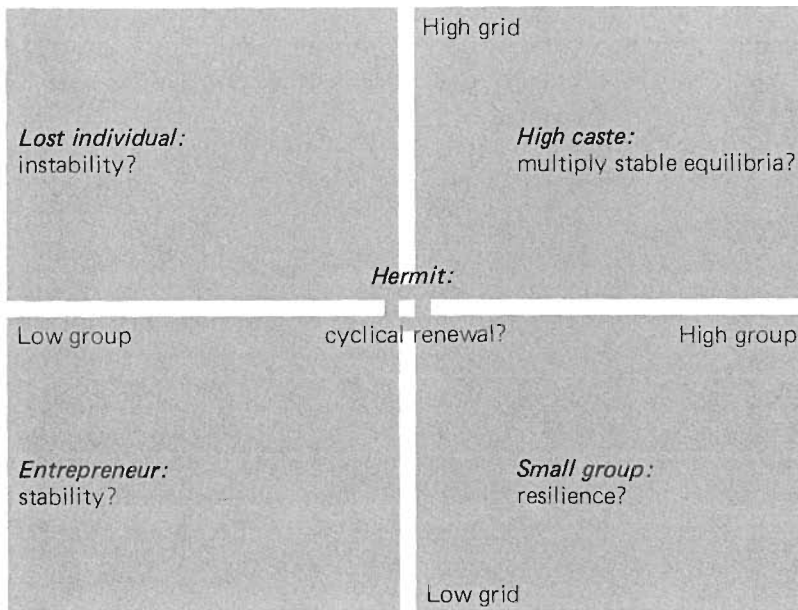 High grid
Lost individual:
instability?
High caste:
multiply stable equilibria?
Hermit:
Low group
cyclical renewal?
High group
Entrepreneur:
stability?
Small group:
resilience?
Low grid